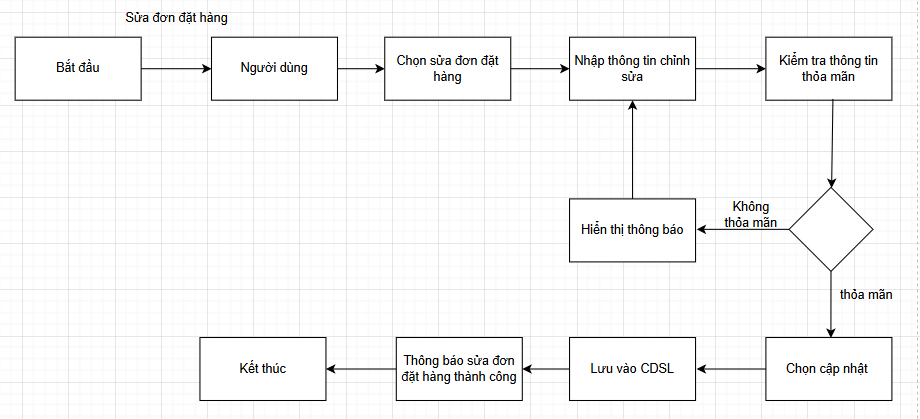 Sửa đơn đặt hàng
Bắt đầu
Người dùng
Chọn sửa đơn đặt
hàng
Nhập thông tin chỉnh
sửa
Kiểm tra thông tin
thỏa mãn
Không
thỏa mãn
Hiển thị thông báo
thỏa mãn
Kết thúc
Thông báo sửa đơn
đặt hàng thành công
Lưu vào CDSL
Chọn cập nhật